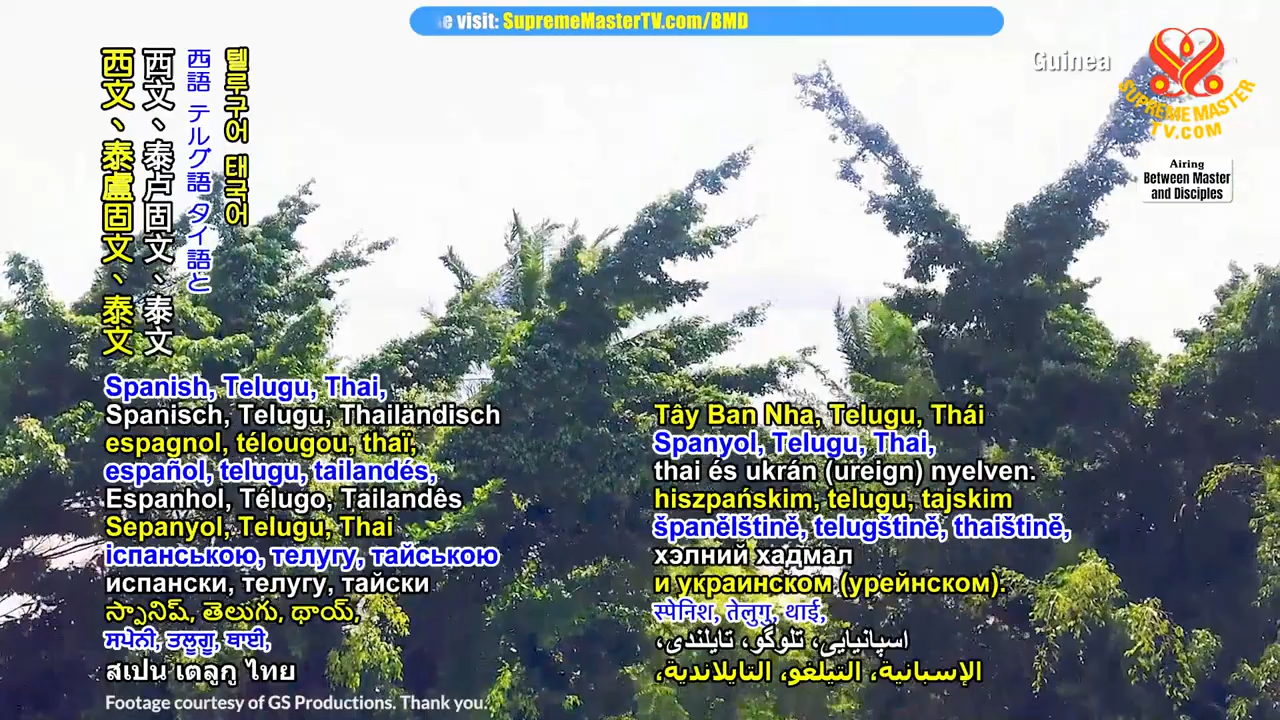 e visit: SupremeMasterTV.com/BMD
Guinea
SUPREME MASTER
TV.COM
Airing
Between Master
and Disciples
텔루구어 태국어
西語 テルグ語 タイ語と
西文、泰卢固文、泰文
西文、泰盧固文、泰文
Spanish, Telugu, Thai,
Spanisch, Telugu, Thailändisch
espagnol, télougou, thaï,
español, telugu, tailandés,
Espanhol, Télugo, Tailandês
Sepanyol, Telugu, Thai
іспанською, телугу, тайською
испански, телугу, тайски
స్పానిష్, తెలుగు, థాయ్,
ਸਪੇਨੀ, ਤਲੂਗੂ, ਥਾਈ,
สเปน เตลูกู ไทย
Tây Ban Nha, Telugu, Thái
Spanyol, Telugu, Thai,
thai és ukrán (ureign) nyelven.
hiszpańskim, telugu, tajskim
španělštině, telugštině, thaištině,
хэлний хадмал
и украинском (урейнском).
स्पेनिश, तेलुगु, थाई,
اسپانیایی، تلوگو، تایلندی،
الإسبانية، التيلغو، التايلاندية،
Footage courtesy of GS Productions. Thank you.